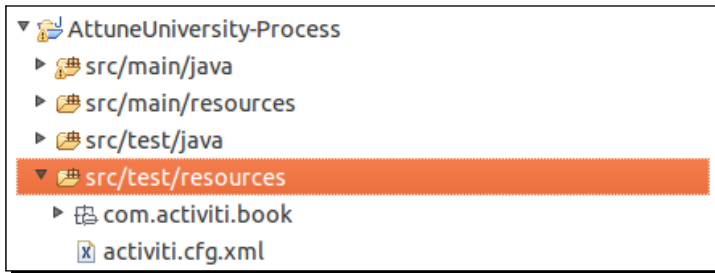 AttuneUniversity-Process
src/main/java
src/main/resources
src/test/java
src/test/resources
com.activiti.book
activiti.cfg.xml